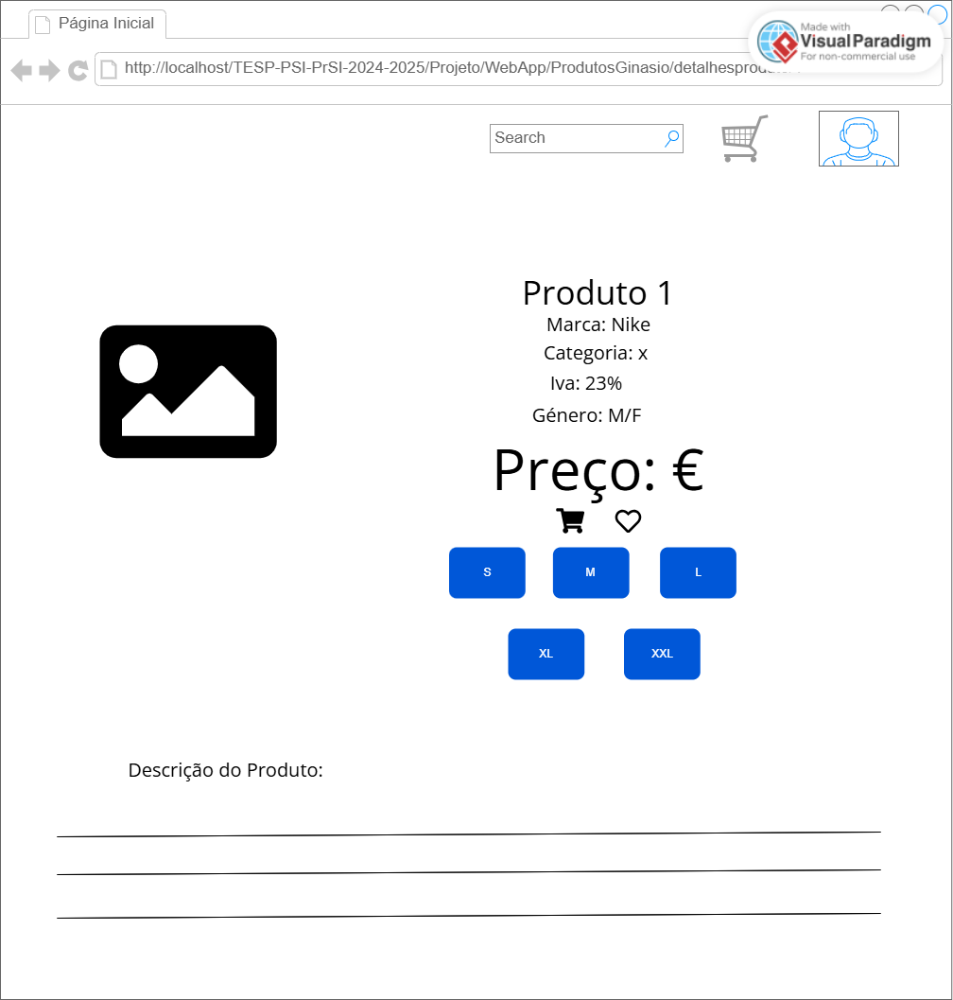 Página Inicial
Made with
Visual Paradigm
For non-commercial use
http://localhost/TESP-PSI-PrSI-2024-2025/Projeto/WebApp/ProdutosGinasio/detalhesprodu
Search
Produto 1
Marca: Nike
Categoria: x
Iva: 23%
Género: M/F
Preço: €
S M L
XL XXL
Descrição do Produto: